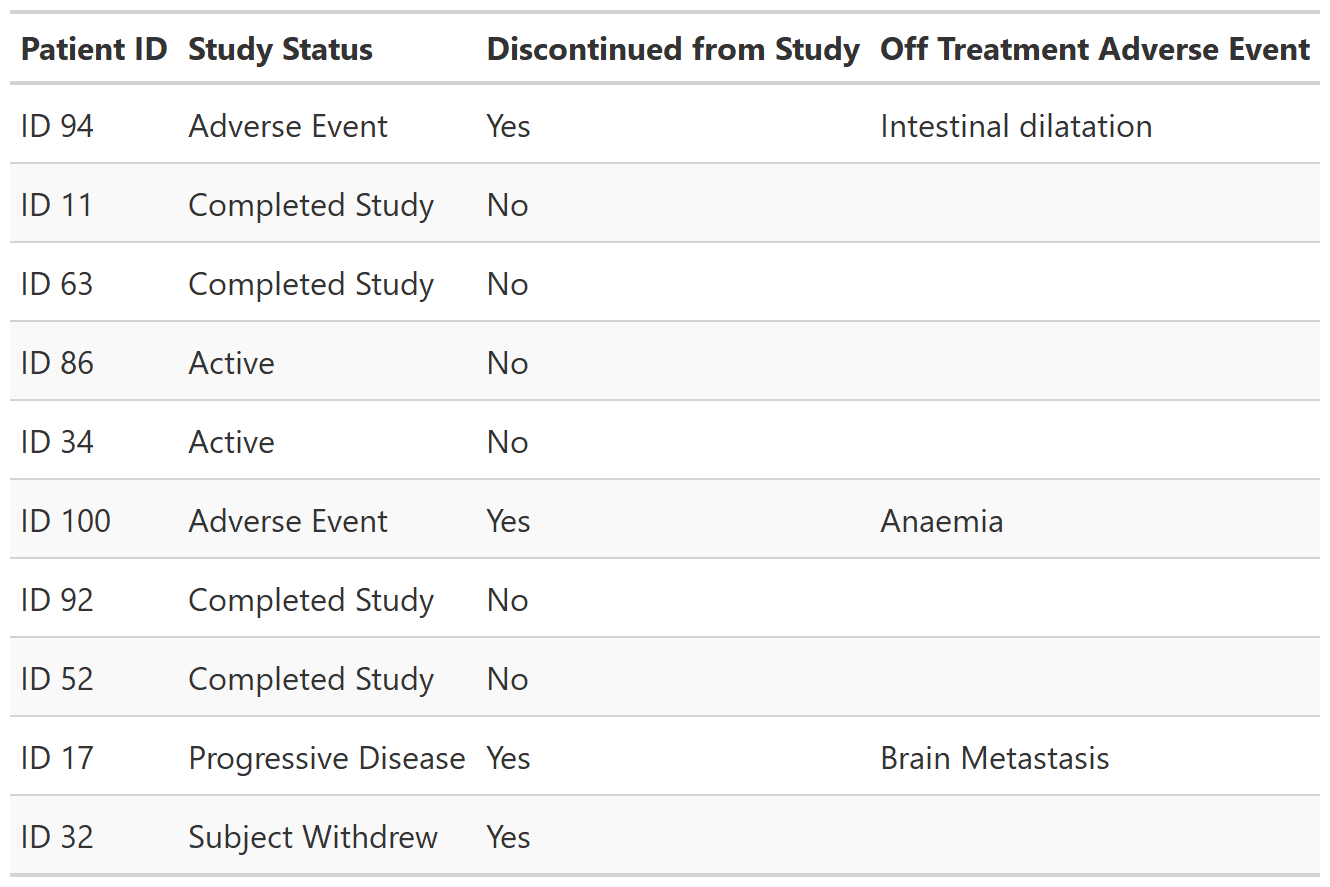 Patient ID Study Status Discontinued from Study Off Treatment Adverse Event
ID 94 Adverse Event Yes Intestinal dilatation
ID 11 Completed Study No
ID 63 Completed Study No
ID 86 Active No
ID 34 Active No
ID 100 Adverse Event Yes Anaemia
ID 92 Completed Study No
ID 52 Completed Study No
ID 17 Progressive Disease Yes Brain Metastasis
ID 32 Subject Withdrew Yes